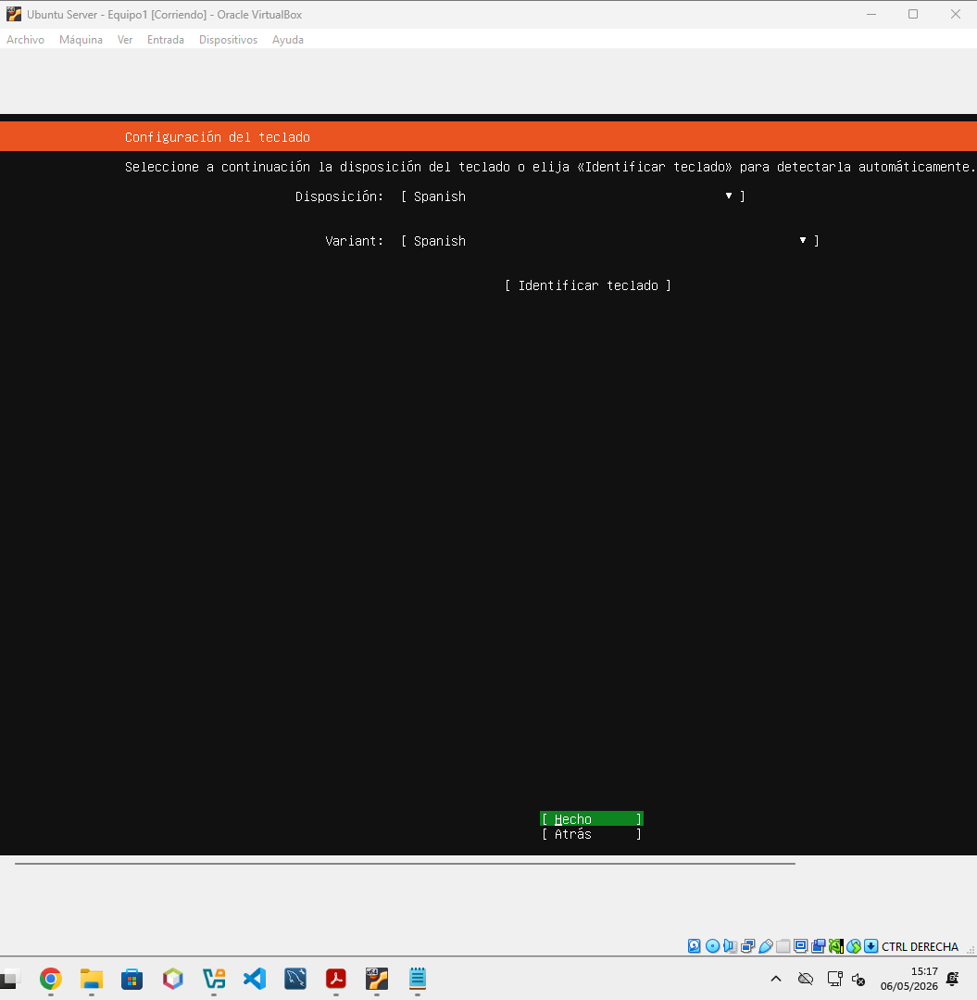 Ubuntu Server - Equipo1 [Corriendo] - Oracle VirtualBox
Archivo Máquina Ver Entrada Dispositivos Ayuda
Configuración del teclado
Seleccione a continuación la disposición del teclado o elija «Identificar teclado» para detectarla automáticamente.
Disposición: [ Spanish ▾ ]
Variant: [ Spanish ▾ ]
[ Identificar teclado ]
[ Hecho ]
[ Atrás ]
CTRL DERECHA
15:17
06/05/2026